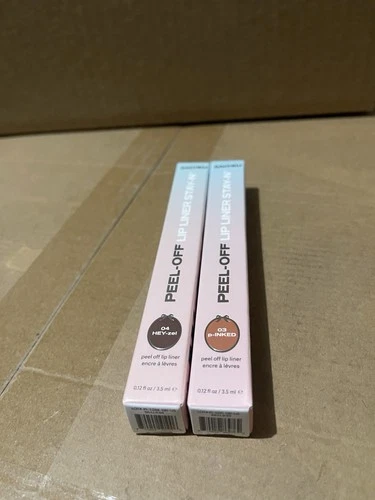 PEEL-OFF LIP LINER STAY-N'
04
HEY-zel
peel off lip liner
encre à lèvres
0.12 fl oz / 3.5 ml e
PEEL-OFF LIP LINER STAY-N'
03
p-INKED
peel off lip liner
encre à lèvres
0.12 fl oz / 3.5 ml e